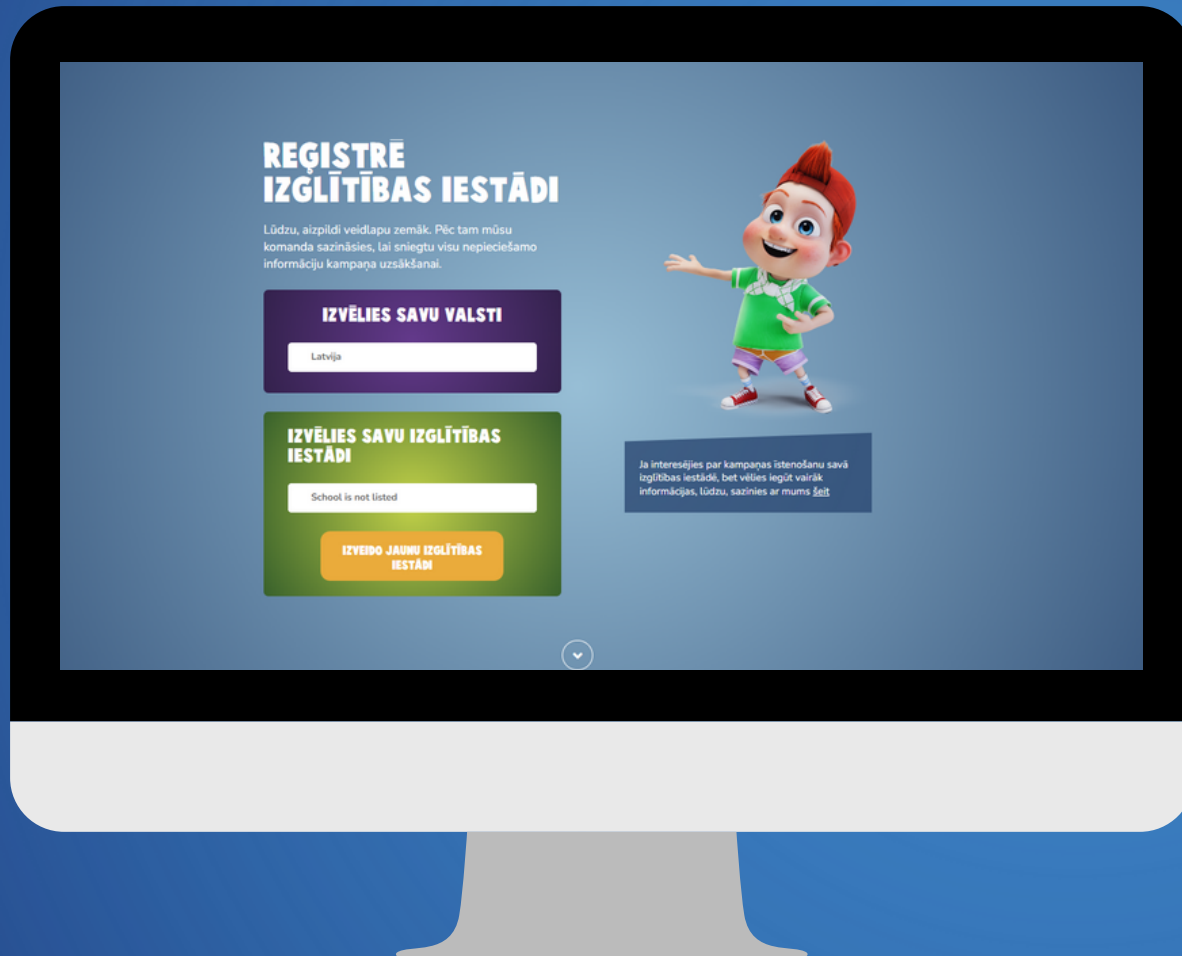 REĢISTRĒ
IZGLĪTĪBAS IESTĀDI
Lūdzu, aizpildi veidlapu zemāk. Pēc tam mūsu
komanda sazināsies, lai sniegtu visu nepieciešamo
informāciju kampaņa uzsākšanai.
IZVĒLIES SAVU VALSTI
Latvija
IZVĒLIES SAVU IZGLĪTĪBAS
IESTĀDI
School is not listed
IZVEIDO JAUNU IZGLĪTĪBAS
IESTĀDI
Ja interesējies par kampaņas īstenošanu savā
izglītības iestādē, bet vēlies iegūt vairāk
informācijas, lūdzu, sazinies ar mums šeit